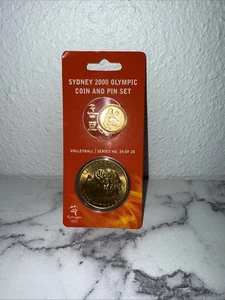 SYDNEY 2000 OLYMPIC
COIN AND PIN SET
VOLLEYBALL | SERIES NO. 24 OF 28